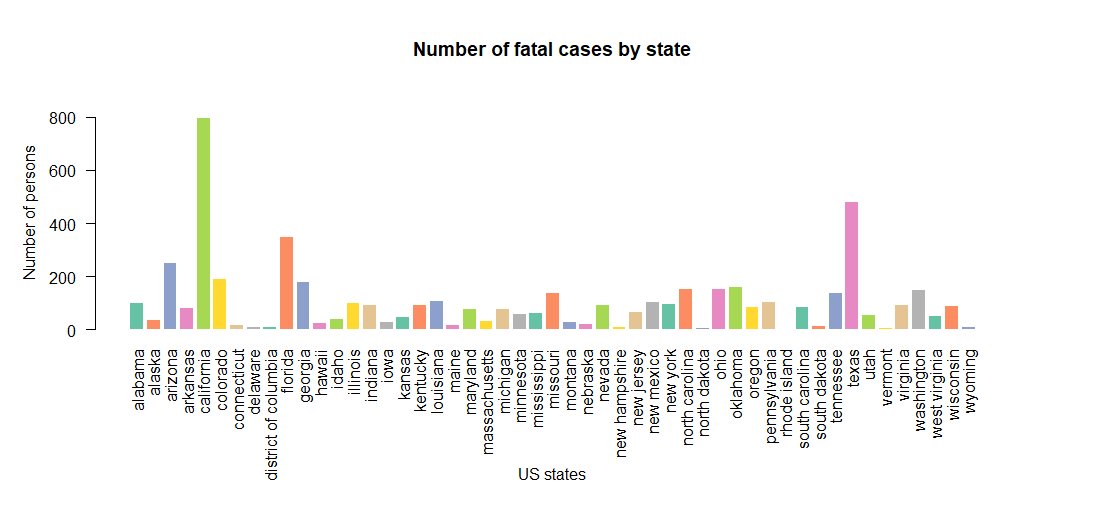 Number of fatal cases by state
Number of persons
800
600
400
200
0
alabama
alaska
arizona
arkansas
california
colorado
connecticut
delaware
district of columbia
florida
georgia
hawaii
idaho
illinois
indiana
iowa
kansas
kentucky
louisiana
maine
maryland
massachusetts
michigan
minnesota
mississippi
missouri
montana
nebraska
nevada
new hampshire
new jersey
new mexico
new york
north carolina
north dakota
ohio
oklahoma
oregon
pennsylvania
rhode island
south carolina
south dakota
tennessee
texas
utah
vermont
virginia
washington
west virginia
wisconsin
wyoming
US states